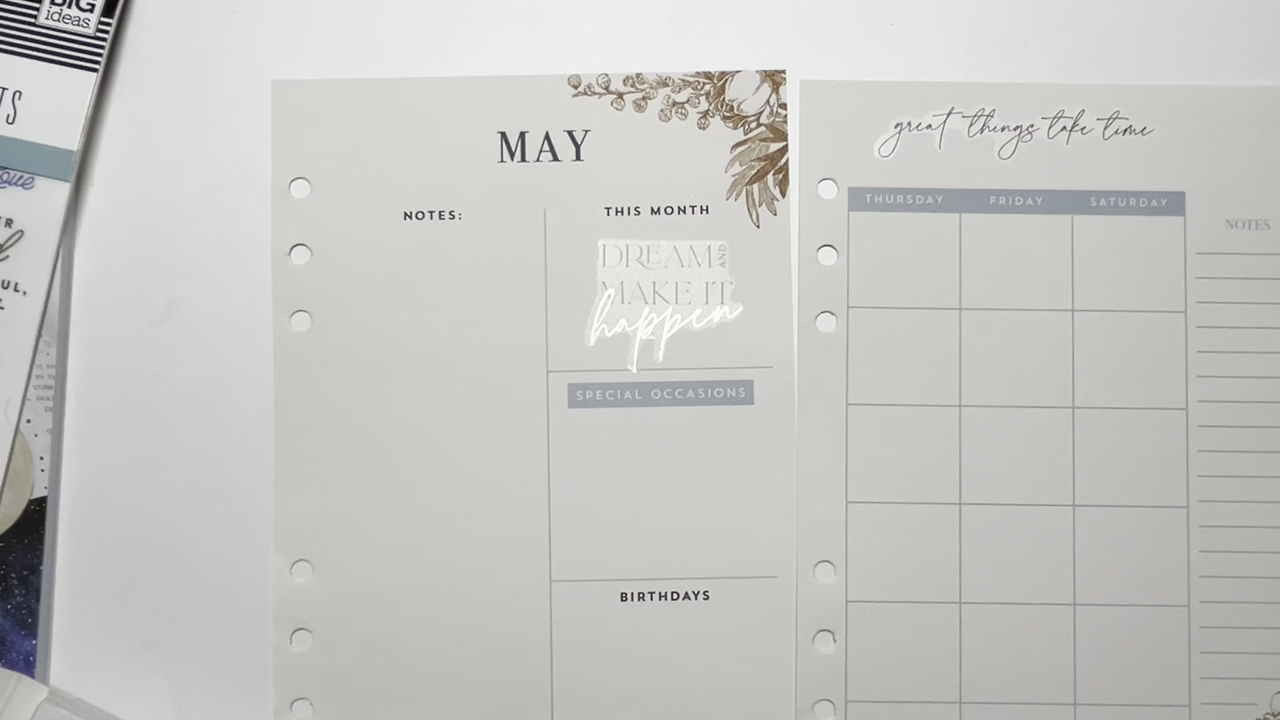 BIG
ideas.
TS
MAY
NOTES:
THIS MONTH
DREAM AND
MAKE IT
happen
SPECIAL OCCASIONS
BIRTHDAYS
great things take time
THURSDAY FRIDAY SATURDAY
NOTES